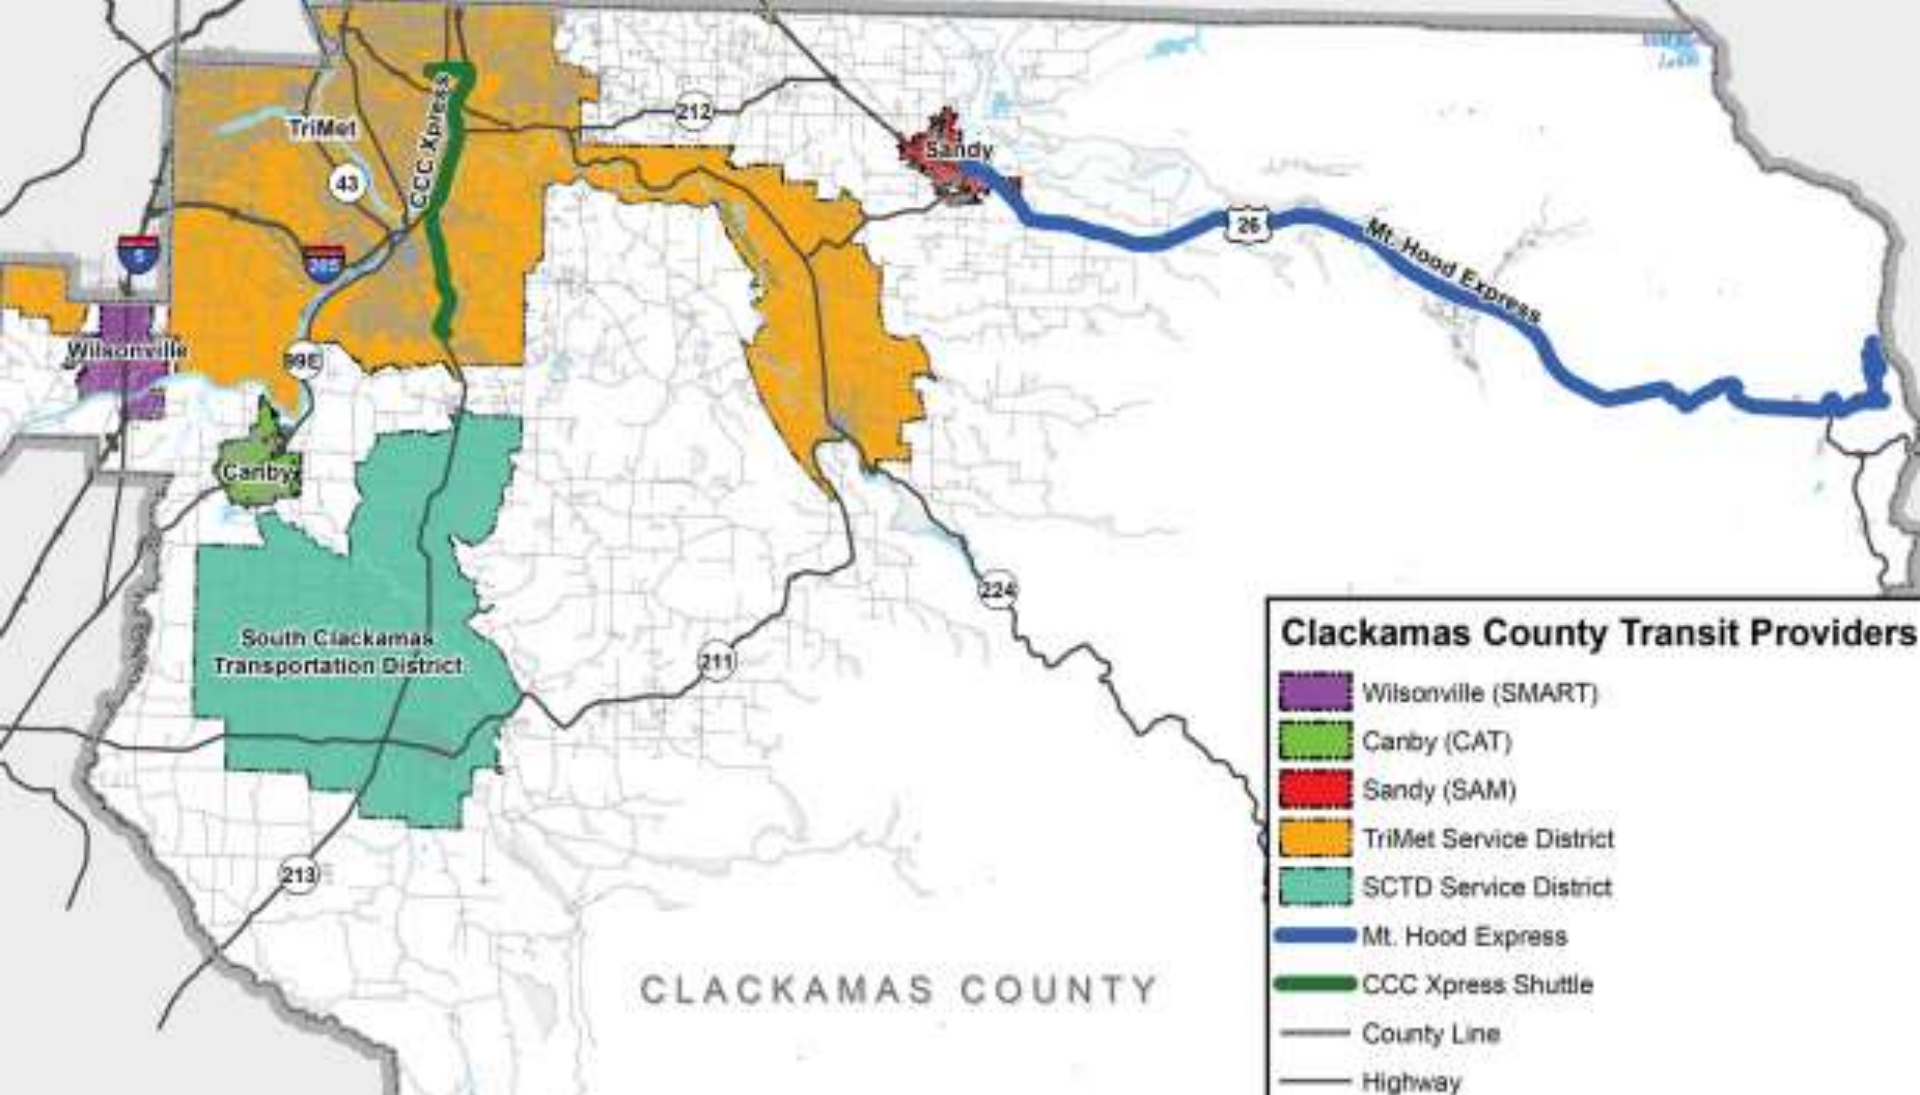 212
TriMet
CCC Xpress
Sandy
43
26
Mt. Hood Express
5
205
Wilsonville
99E
Canby
224
South Clackamas
Transportation District
211
213
CLACKAMAS COUNTY
Clackamas County Transit Providers
Wilsonville (SMART)
Canby (CAT)
Sandy (SAM)
TriMet Service District
SCTD Service District
Mt. Hood Express
CCC Xpress Shuttle
County Line
Highway